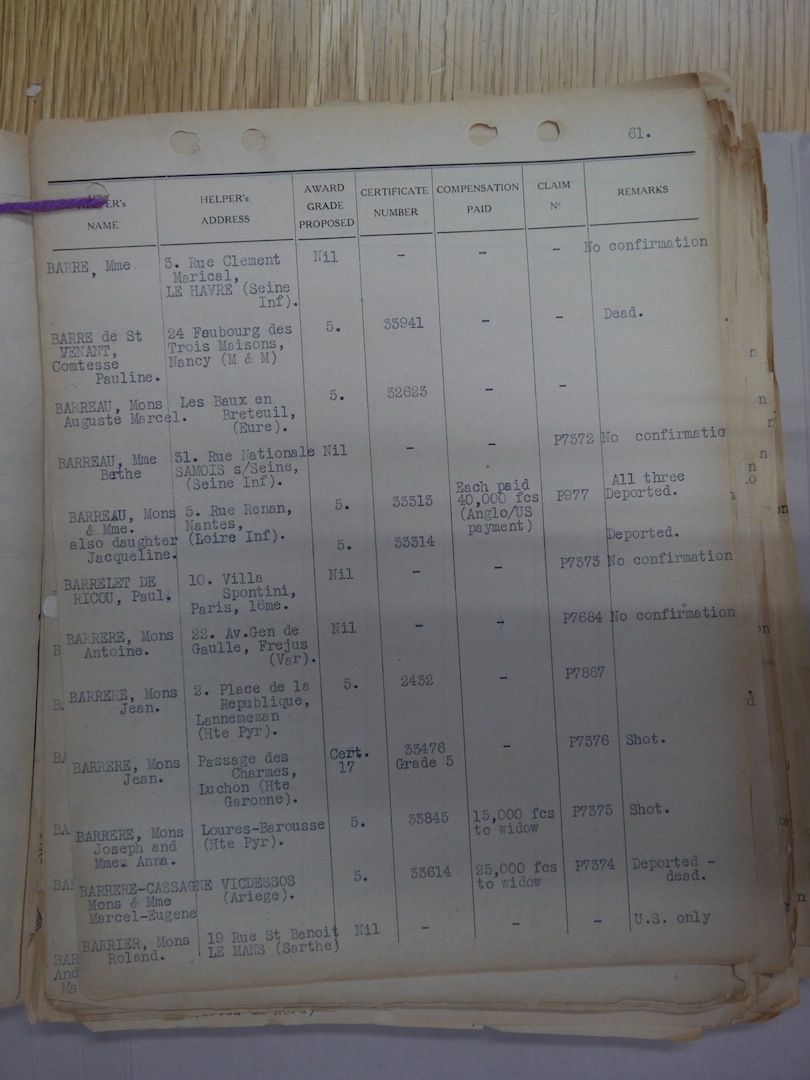 61.
HELPER's NAME | HELPER's ADDRESS | AWARD GRADE PROPOSED | CERTIFICATE NUMBER | COMPENSATION PAID | CLAIM N° | REMARKS
BARRE, Mme | 3. Rue Clement | Nil | - | - | - | No confirmation
, Marical,
LE HAVRE (Seine
Inf).
BARRE de St | 24 Foubourg des | 5. | 33941 | - | - | Dead.
VENANT, | Trois Maisons,
Comtesse | Nancy (M & M)
Pauline.
BARREAU, Mons | Les Baux en | 5. | 32623 | - | -
Auguste Marcel. | Breteuil,
(Eure).
BARREAU, Mme | 31. Rue Nationale | Nil | - | - | P7372 | No confirmatio
Bethe | SAMOIS s/Seine,
(Seine Inf).
BARREAU, Mons | 5. Rue Renan, | 5. | 33313 | Each paid | P977 | All three
& Mme. | Nantes, | 40,000 fcs | Deported.
also daughter | (Loire Inf). | 5. | 33314 | (Anglo/US | Deported.
Jacqueline. | payment)
BARRELET DE | 10. Villa | Nil | - | - | P7373 | No confirmation
RICOU, Paul. | Spontini,
Paris, 16me.
BARRERE, Mons | 22. Av.Gen de | Nil | - | - | P7684 | No confirmation
Antoine. | Gaulle, Frejus
(Var).
BARRERE, Mons | 2. Place de la | 5. | 2432 | - | P7867
Jean. | Republique,
Lannemezan
(Hte Pyr).
BARRERE, Mons | Passage des | Cert. | 33476 | - | P7376 | Shot.
Jean. | Charmes, | 17 | Grade 5
Luchon (Hte
Garonne).
BARRERE, Mons | Loures-Barousse | 5. | 33845 | 15,000 fcs | P7375 | Shot.
Joseph and | (Hte Pyr). | to widow
Mme. Anna.
BARRERE-CASSAGNE | VICDESSOS | 5. | 33614 | 25,000 fcs | P7374 | Deported -
Mons & Mme | (Ariege). | to widow | dead.
Marcel-Eugene
BARRIER, Mons | 19 Rue St Benoit | Nil | - | - | - | U.S. only
Roland. | LE MANS (Sarthe)